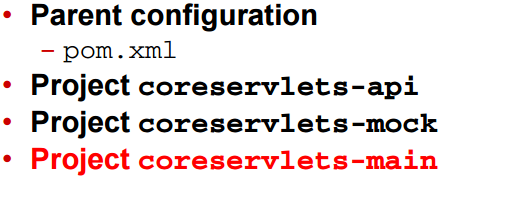 • Parent configuration
– pom.xml
• Project coreservlets-api
• Project coreservlets-mock
• Project coreservlets-main